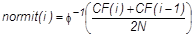 normit(i) = ϕ⁻¹((CF(i)+CF(i−1))/2N)